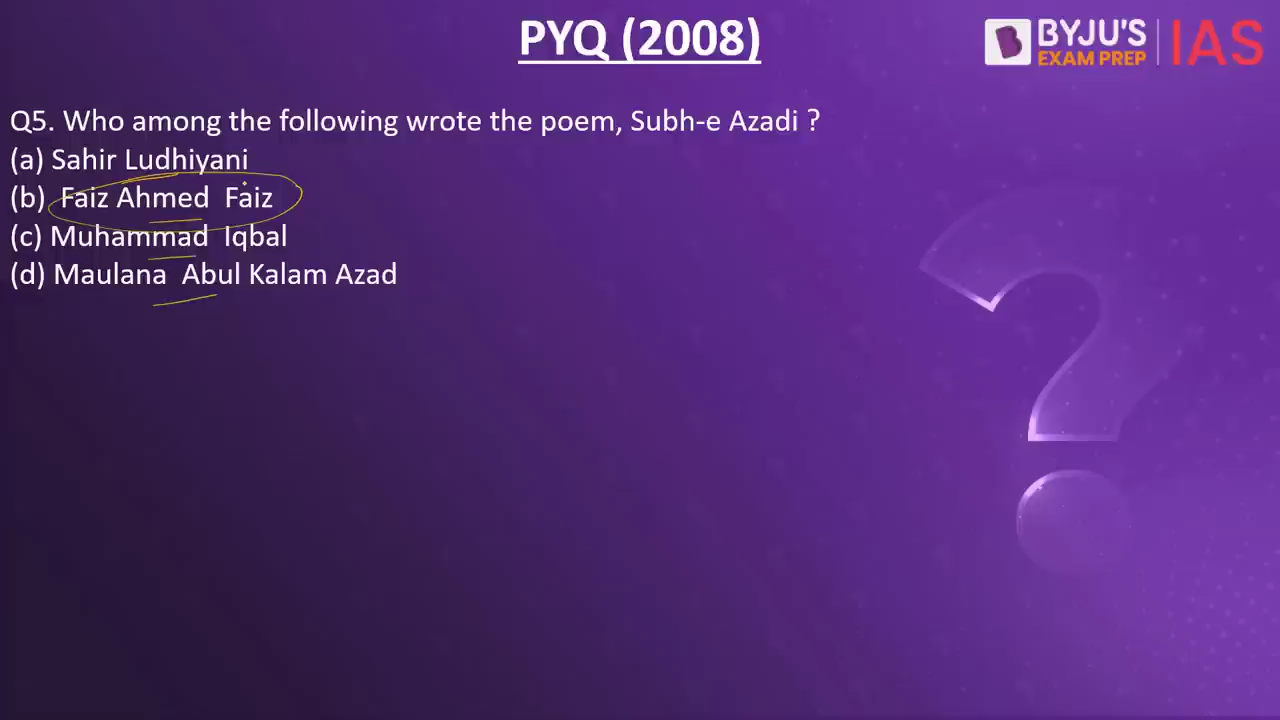 PYQ (2008)
BYJU'S
EXAM PREP
IAS
Q5. Who among the following wrote the poem, Subh-e Azadi ?
(a) Sahir Ludhiyani
(b) Faiz Ahmed Faiz
(c) Muhammad Iqbal
(d) Maulana Abul Kalam Azad